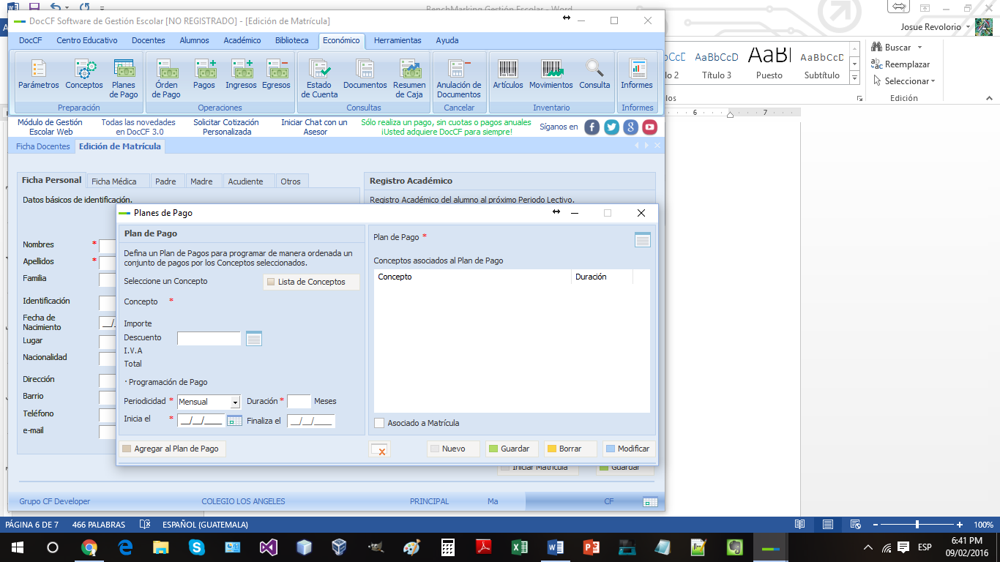 RenchMarking Gestión Escolar - Word
DocCF Software de Gestión Escolar [NO REGISTRADO] - [Edición de Matrícula]
Josue Revolorio
DocCF Centro Educativo Docentes Alumnos Académico Biblioteca Económico Herramientas Ayuda
Parámetros Conceptos Planes de Pago
Preparación
Órden de Pago Pagos Ingresos Egresos
Operaciones
Estado de Cuenta Documentos Resumen de Caja
Consultas
Anulación de Documentos
Cancelar
Artículos Movimientos Consulta
Inventario
Informes
Informes
AaBbCcD AaBl AaBbCcD
Título 3 Puesto Subtítulo
Buscar
Reemplazar
Seleccionar
Edición
6 7
Módulo de Gestión Escolar Web
Todas las novedades en DocCF 3.0
Solicitar Cotización Personalizada
Iniciar Chat con un Asesor
Sólo realiza un pago, sin cuotas o pagos anuales
¡Usted adquiere DocCF para siempre!
Síganos en
Ficha Docentes Edición de Matrícula
Ficha Personal Ficha Médica Padre Madre Acudiente Otros
Registro Académico
Datos básicos de identificación.
Registro Académico del alumno al próximo Periodo Lectivo.
Nombres *
Apellidos *
Familia
Identificación
Fecha de Nacimiento
Lugar
Nacionalidad
Dirección
Barrio
Teléfono
e-mail
Planes de Pago
Plan de Pago
Defina un Plan de Pagos para programar de manera ordenada un
conjunto de pagos por los Conceptos seleccionados.
Seleccione un Concepto Lista de Conceptos
Concepto *
Importe
Descuento
I.V.A
Total
· Programación de Pago
Periodicidad * Mensual Duración * Meses
Inicia el * __/__/____ Finaliza el __/__/____
Agregar al Plan de Pago
Plan de Pago *
Conceptos asociados al Plan de Pago
Concepto Duración
Asociado a Matrícula
Nuevo Guardar Borrar Modificar
Iniciar Matrícula Guardar
Grupo CF Developer COLEGIO LOS ANGELES PRINCIPAL Ma CF
PÁGINA 6 DE 7 466 PALABRAS ESPAÑOL (GUATEMALA) 100%
ESP
6:41 PM
09/02/2016